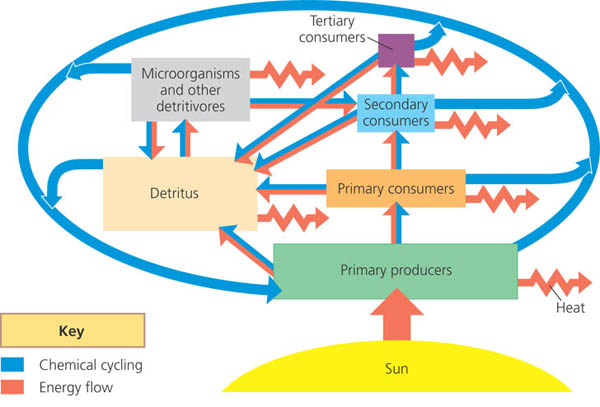 Tertiary
consumers
Microorganisms
and other
detritivores
Secondary
consumers
Detritus
Primary consumers
Primary producers
Heat
Key
Chemical cycling
Energy flow
Sun